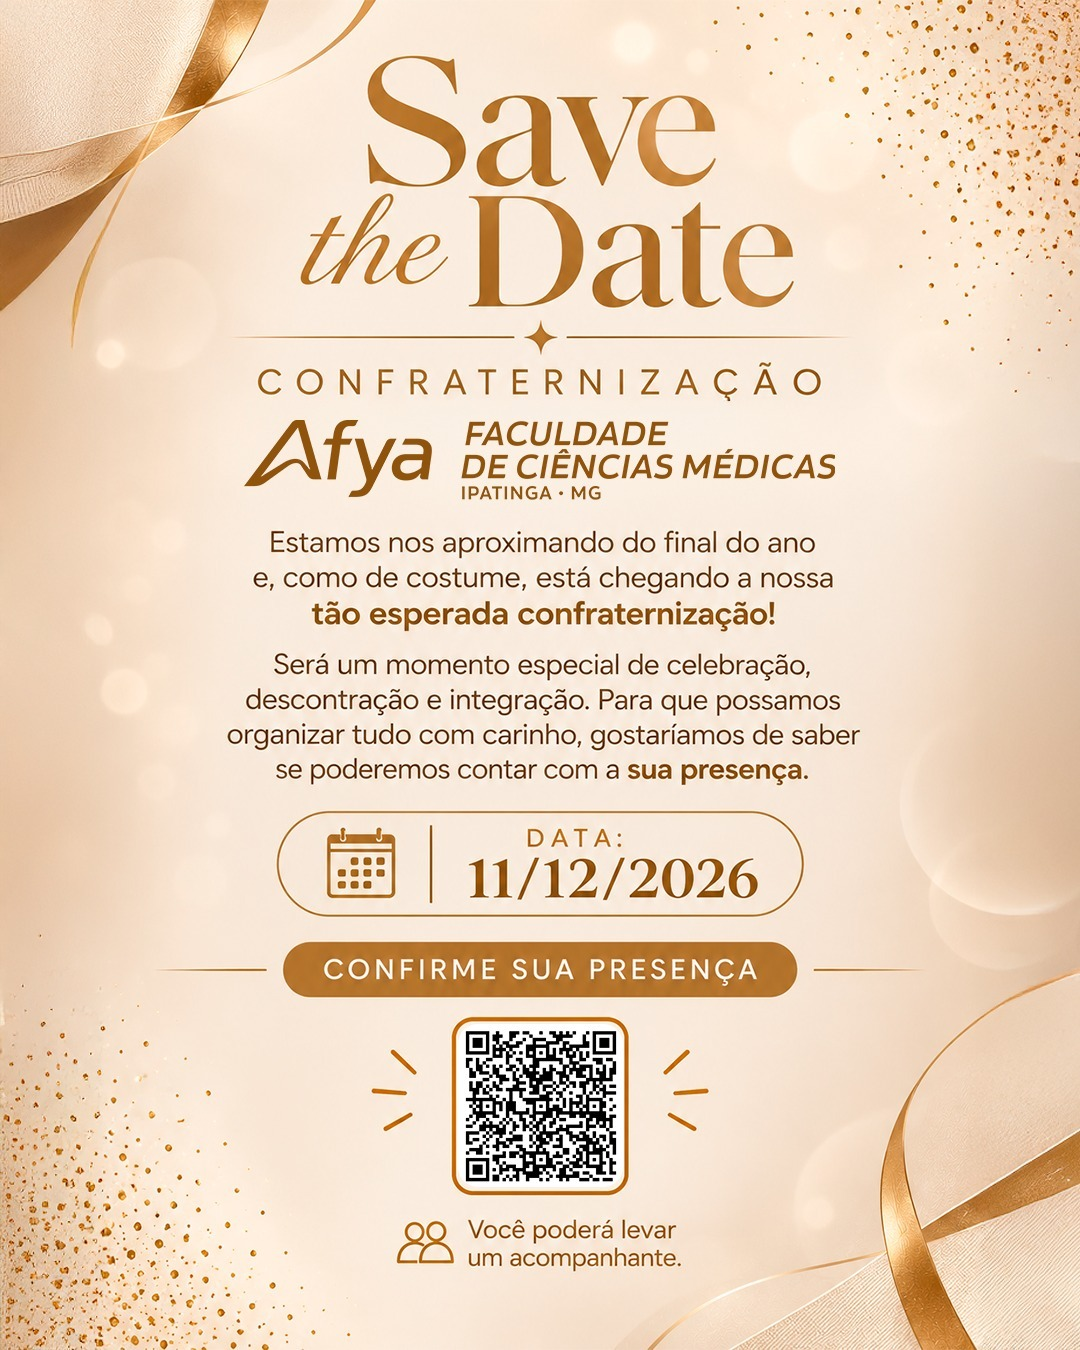 Save
the Date
CONFRATERNIZAÇÃO
Afya FACULDADE
DE CIÊNCIAS MÉDICAS
IPATINGA • MG
Estamos nos aproximando do final do ano
e, como de costume, está chegando a nossa
tão esperada confraternização!
Será um momento especial de celebração,
descontração e integração. Para que possamos
organizar tudo com carinho, gostaríamos de saber
se poderemos contar com a sua presença.
DATA:
11/12/2026
CONFIRME SUA PRESENÇA
Você poderá levar
um acompanhante.